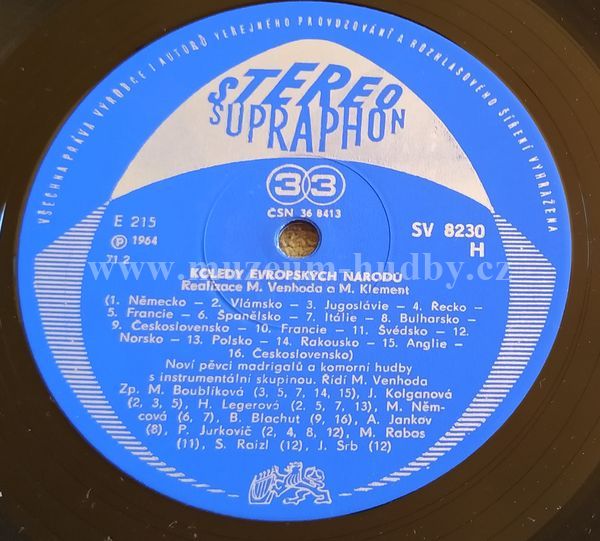 VŠECHNA PRÁVA VÝROBCE I AUTORŮ VEŘEJNÉHO PROVOZOVÁNÍ A ROZHLASOVÉHO ŠÍŘENÍ VYHRAŽENA
STEREO
SUPRAPHON
33
ČSN 36 8413
E 215
℗ 1964
71.2
SV 8230
H
www.muzeum-hudby.cz
KOLEDY EVROPSKÝCH NÁRODŮ
Realizace M. Venhoda a M. Klement
(1. Německo – 2. Vlámsko – 3. Jugoslávie – 4. Řecko –
5. Francie – 6. Španělsko – 7. Itálie – 8. Bulharsko –
9. Československo – 10. Francie – 11. Švédsko – 12.
Norsko – 13. Polsko – 14. Rakousko – 15. Anglie –
16. Československo)
Noví pěvci madrigalů a komorní hudby
s instrumentální skupinou. Řídí M. Venhoda
Zp. M. Boublíková (3, 5, 7, 14, 15), J. Kolganová
(2, 3, 5), H. Legerová (2. 5, 7, 13), M. Něm-
cová (6, 7), B. Blachut (9, 16), A. Jankov
(8), P. Jurkovič (2, 4, 8, 12), M. Rabas
(11), S. Raizl (12), J. Srb (12)